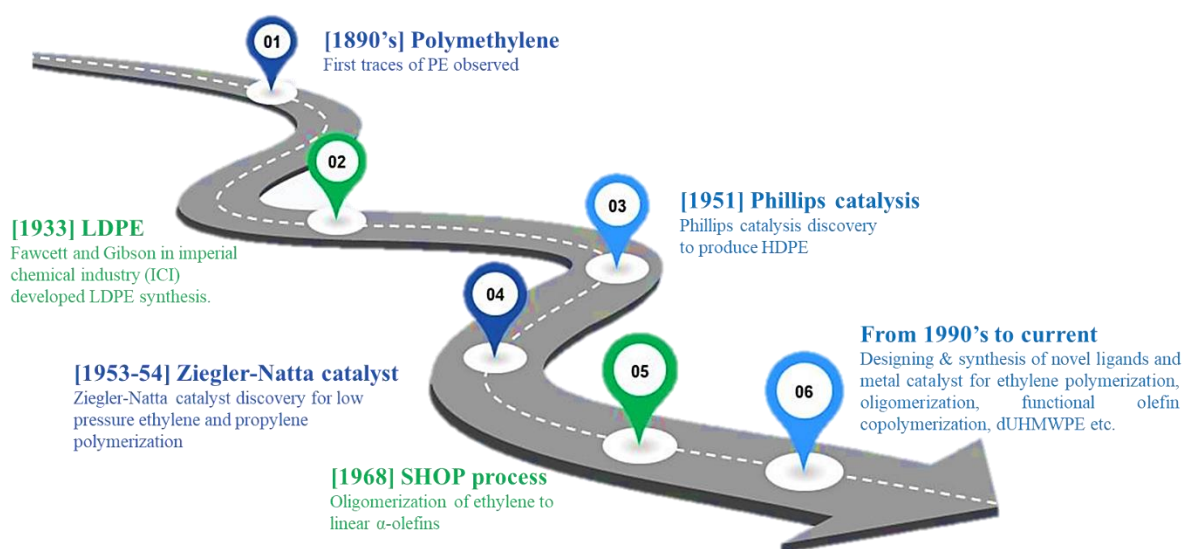 01
[1890’s] Polymethylene
First traces of PE observed
02
[1933] LDPE
Fawcett and Gibson in imperial
chemical industry (ICI)
developed LDPE synthesis.
03
[1951] Phillips catalysis
Phillips catalysis discovery
to produce HDPE
04
[1953-54] Ziegler-Natta catalyst
Ziegler-Natta catalyst discovery for low
pressure ethylene and propylene
polymerization
05
[1968] SHOP process
Oligomerization of ethylene to
linear α-olefins
06
From 1990’s to current
Designing & synthesis of novel ligands and
metal catalyst for ethylene polymerization,
oligomerization, functional olefin
copolymerization, dUHMWPE etc.